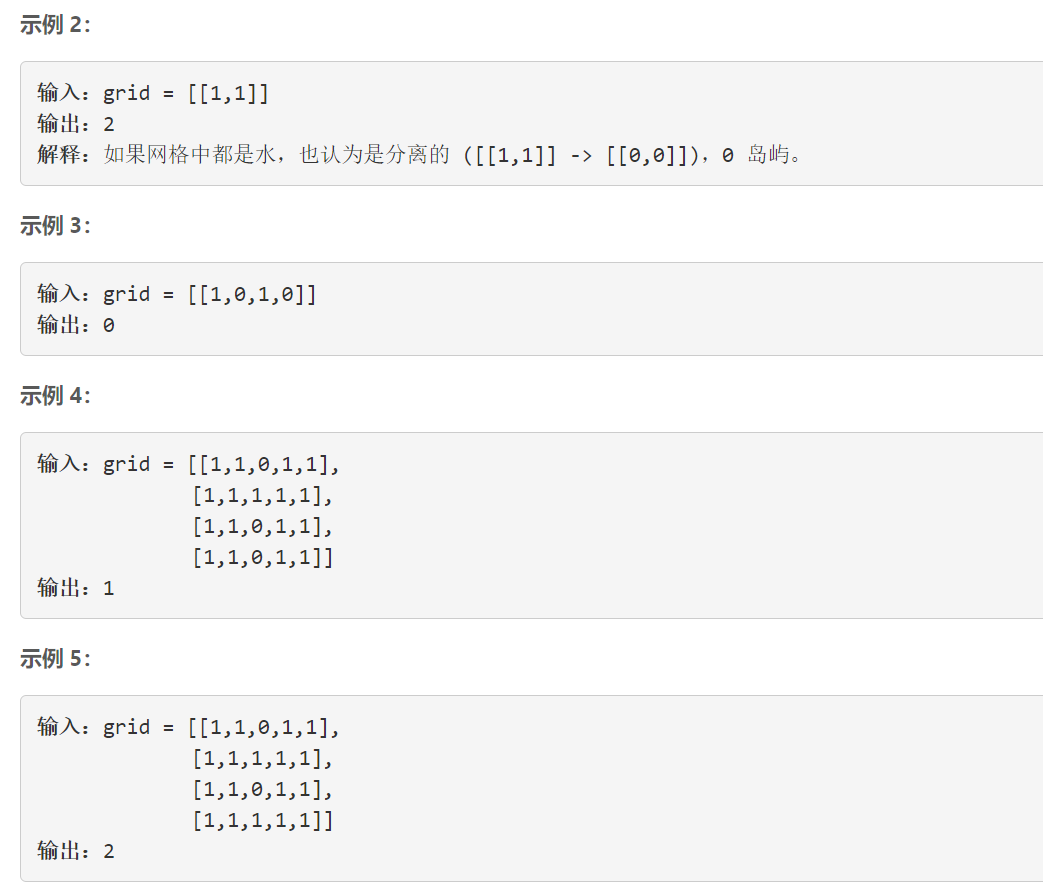 示例 2：
输入：grid = [[1,1]]
输出：2
解释：如果网格中都是水，也认为是分离的 ([[1,1]] -> [[0,0]])，0 岛屿。
示例 3：
输入：grid = [[1,0,1,0]]
输出：0
示例 4：
输入：grid = [[1,1,0,1,1],
[1,1,1,1,1],
[1,1,0,1,1],
[1,1,0,1,1]]
输出：1
示例 5：
输入：grid = [[1,1,0,1,1],
[1,1,1,1,1],
[1,1,0,1,1],
[1,1,1,1,1]]
输出：2